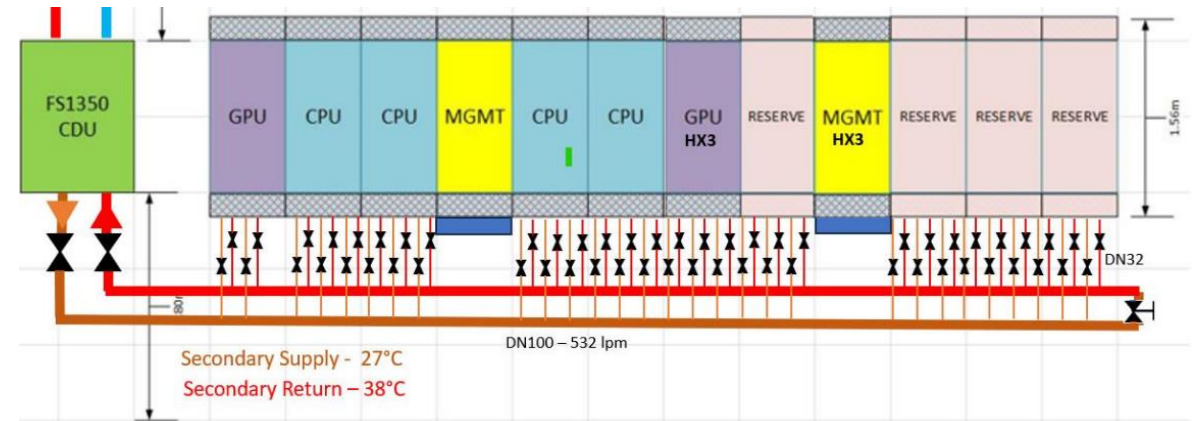 FS1350
CDU
GPU
CPU
CPU
MGMT
CPU
CPU
GPU
HX3
RESERVE
MGMT
HX3
RESERVE
RESERVE
RESERVE
1.56m
DN32
DN100 – 532 lpm
Secondary Supply - 27°C
Secondary Return – 38°C